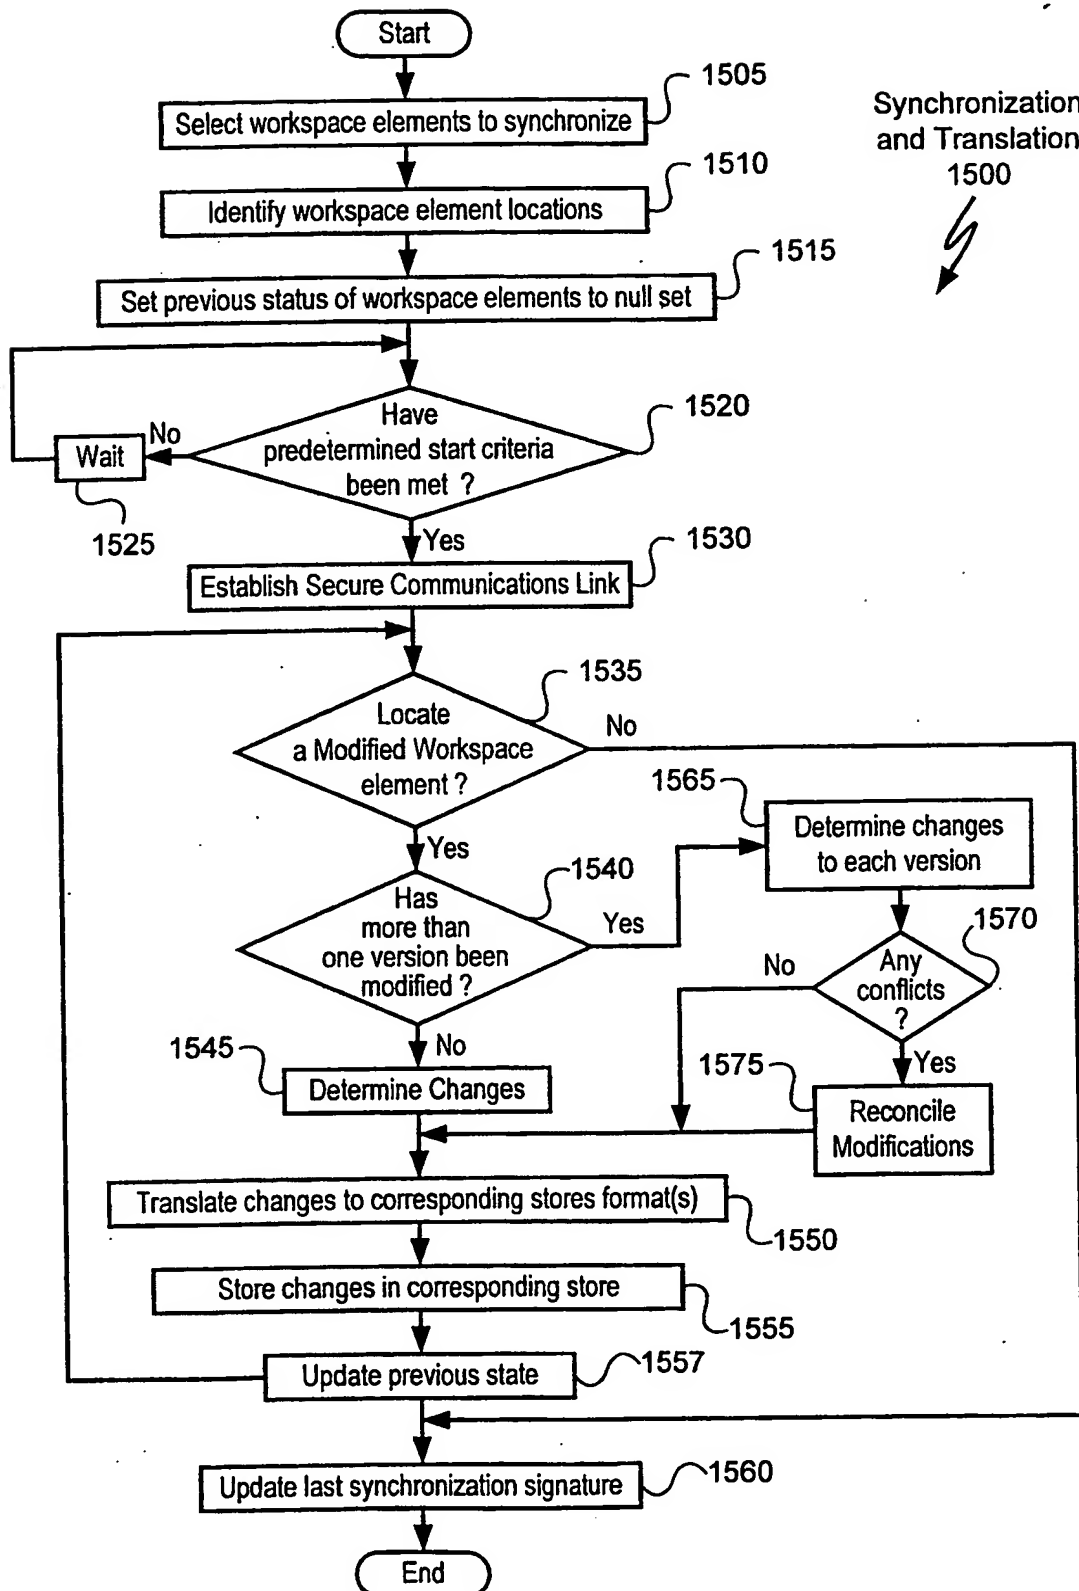 Start
1505
Select workspace elements to synchronize
Synchronization
and Translation
1500
1510
Identify workspace element locations
1515
Set previous status of workspace elements to null set
Have
predetermined start criteria
been met ?
1520
No
Wait
1525
Yes
1530
Establish Secure Communications Link
1535
Locate
a Modified Workspace
element ?
No
Yes
1565
Determine changes
to each version
1540
Has
more than
one version been
modified ?
Yes
1570
Any
conflicts
?
No
Yes
No
1545
Determine Changes
1575
Reconcile
Modifications
Translate changes to corresponding stores format(s)
1550
Store changes in corresponding store
1555
Update previous state
1557
Update last synchronization signature
1560
End